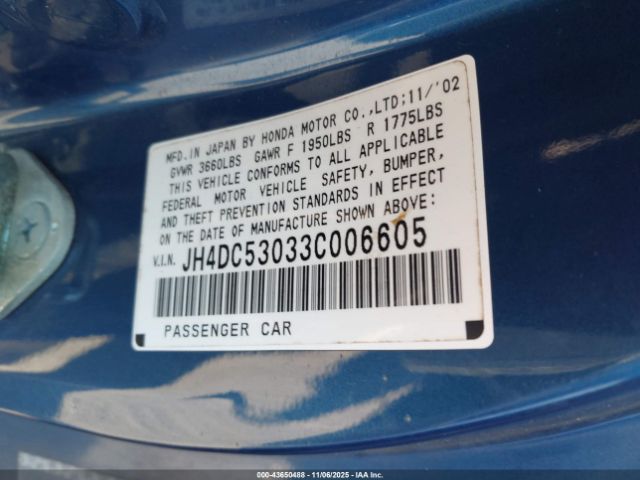 MFD.IN JAPAN BY HONDA MOTOR CO.,LTD;11/'02
GVWR 3660LBS GAWR F 1950LBS R 1775LBS
THIS VEHICLE CONFORMS TO ALL APPLICABLE
FEDERAL MOTOR VEHICLE SAFETY, BUMPER,
AND THEFT PREVENTION STANDARDS IN EFFECT
ON THE DATE OF MANUFACTURE SHOWN ABOVE:
V.I.N. JH4DC53033C006605
PASSENGER CAR
000-43650488 - 11/06/2025 - IAAI.COM